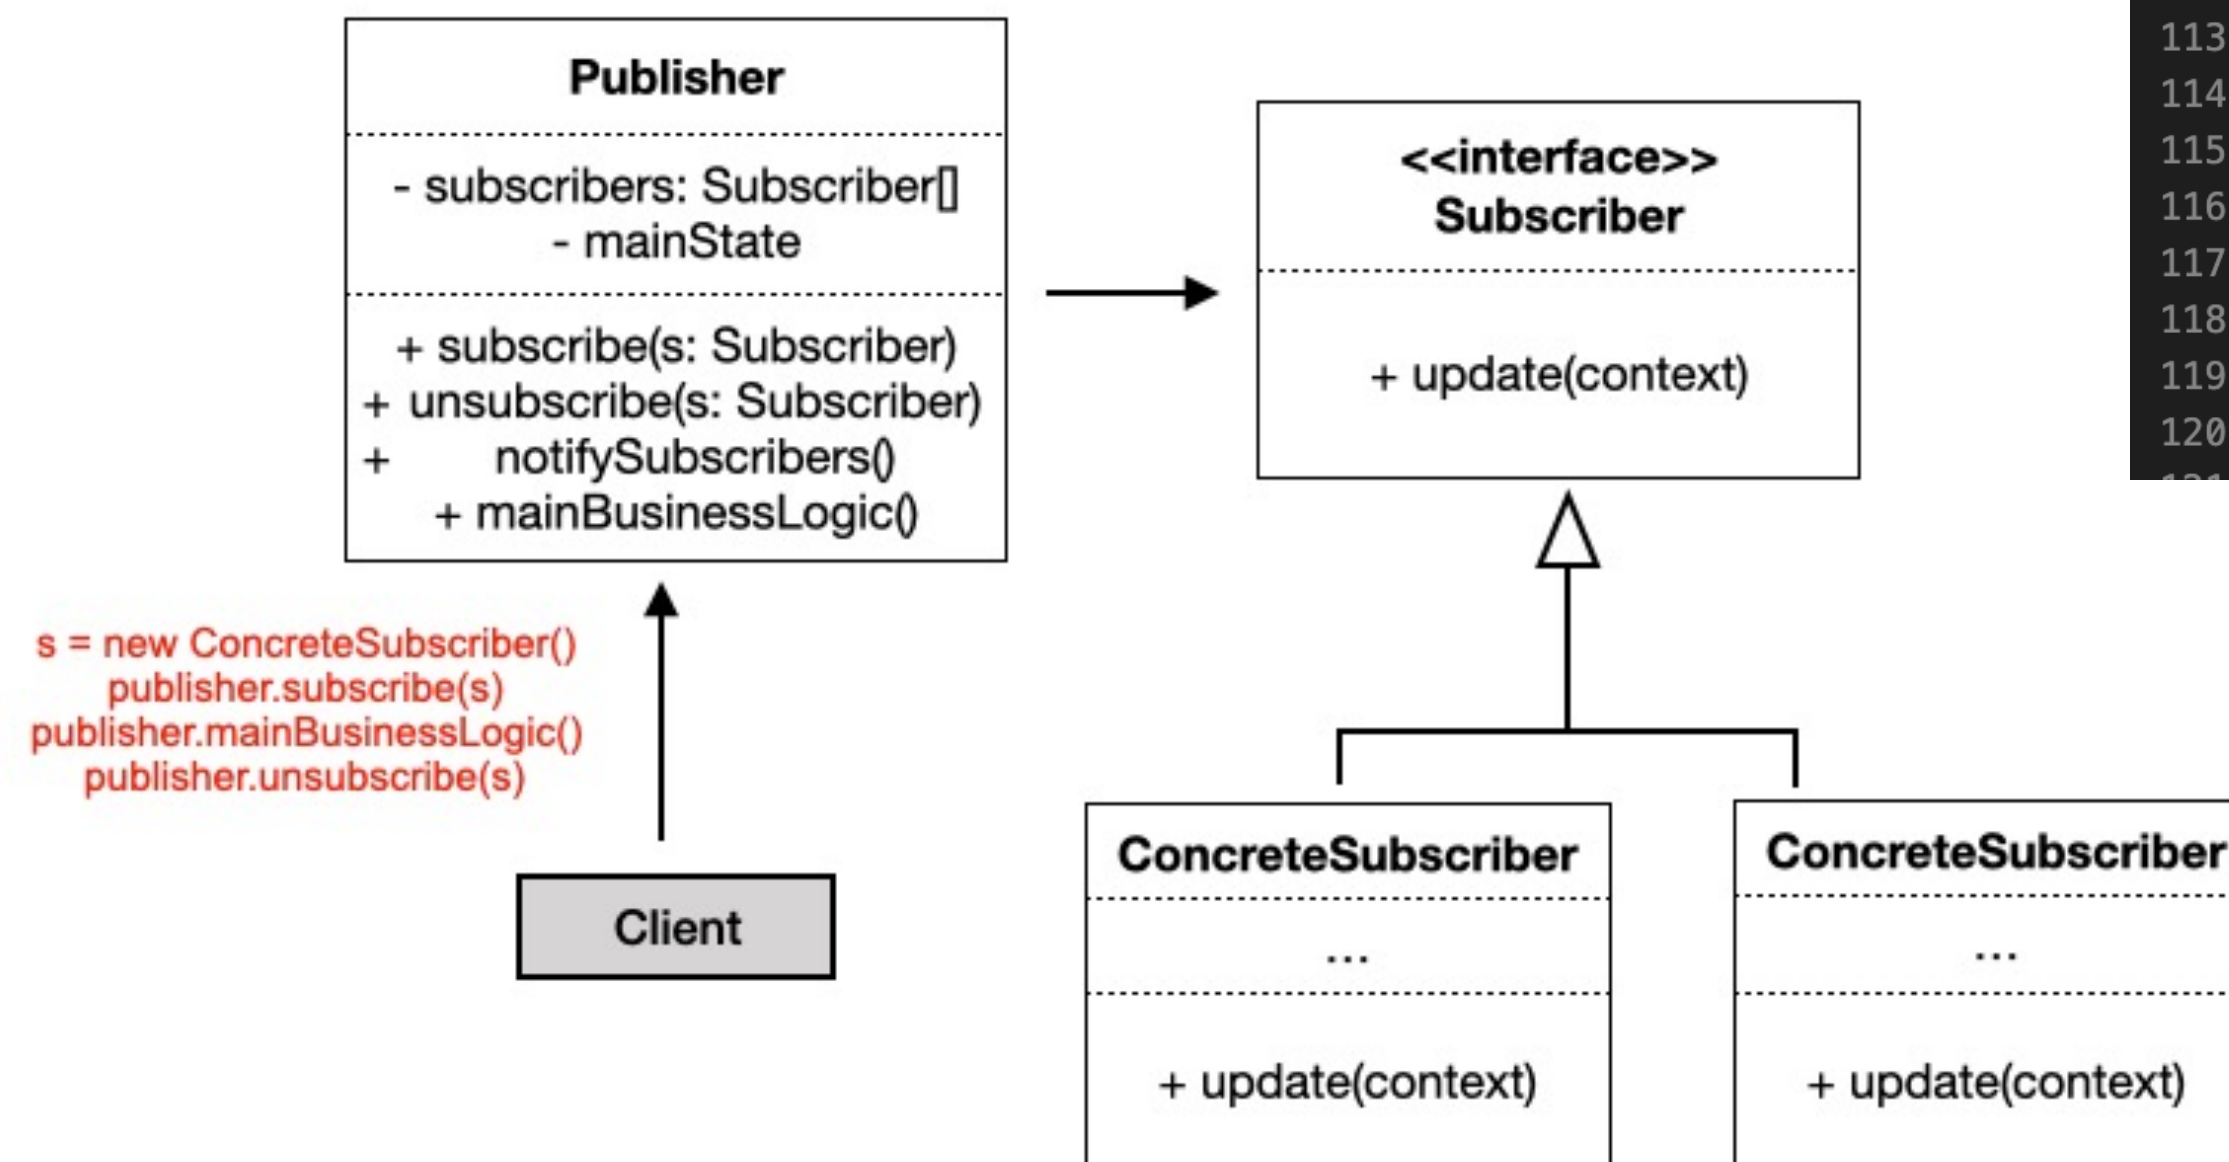 Publisher
- subscribers: Subscriber[]
- mainState
+ subscribe(s: Subscriber)
+ unsubscribe(s: Subscriber)
+ notifySubscribers()
+ mainBusinessLogic()
<<interface>>
Subscriber
+ update(context)
113
114
115
116
117
118
119
120
s = new ConcreteSubscriber()
publisher.subscribe(s)
publisher.mainBusinessLogic()
publisher.unsubscribe(s)
Client
ConcreteSubscriber
...
+ update(context)
ConcreteSubscriber
...
+ update(context)